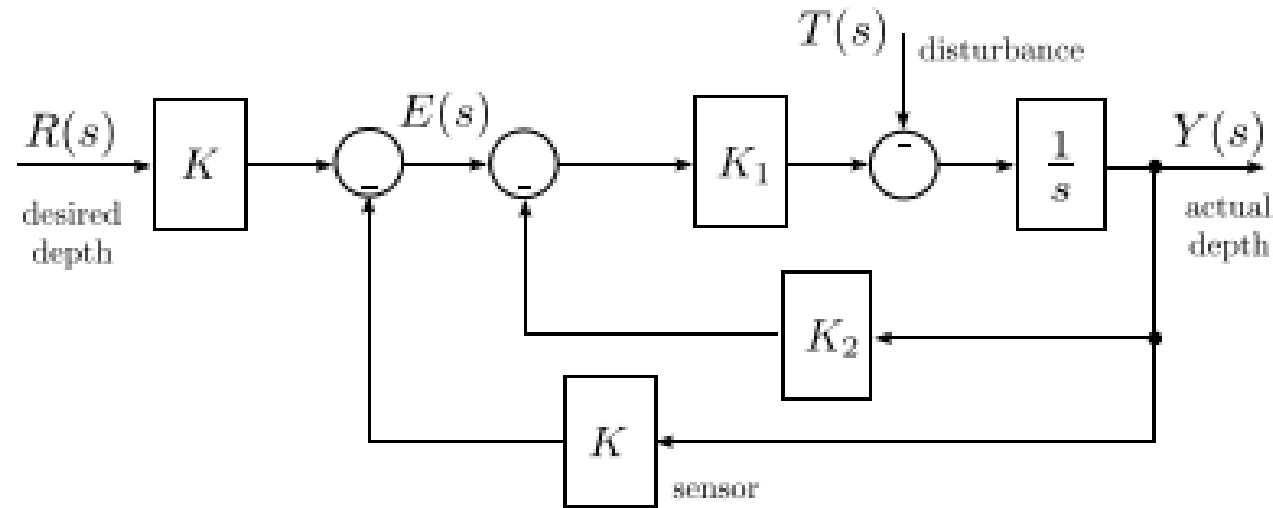 T(s)
disturbance
R(s)
K
E(s)
-
-
K₁
-
1
s
Y(s)
desired
depth
actual
depth
K₂
K
sensor